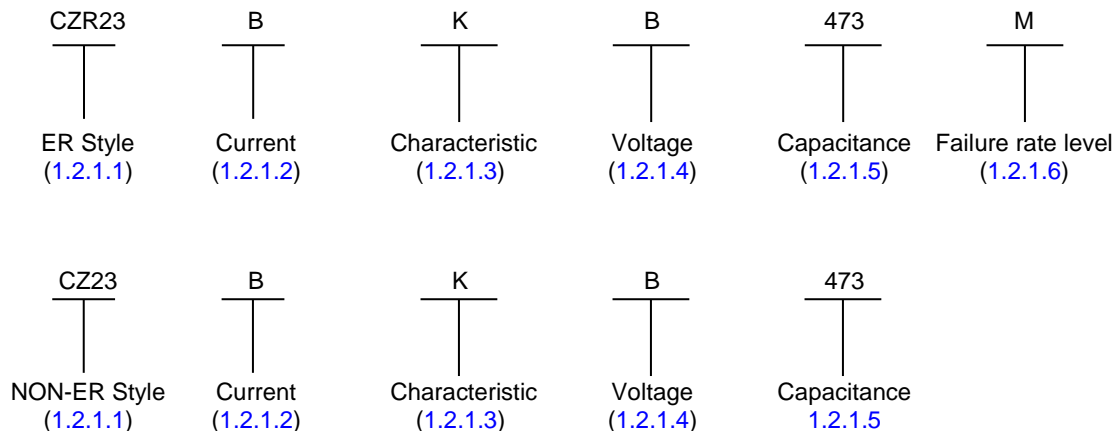 CZR23 B K B 473 M
ER Style Current Characteristic Voltage Capacitance Failure rate level
(1.2.1.1) (1.2.1.2) (1.2.1.3) (1.2.1.4) (1.2.1.5) (1.2.1.6)
CZ23 B K B 473
NON-ER Style Current Characteristic Voltage Capacitance
(1.2.1.1) (1.2.1.2) (1.2.1.3) (1.2.1.4) 1.2.1.5